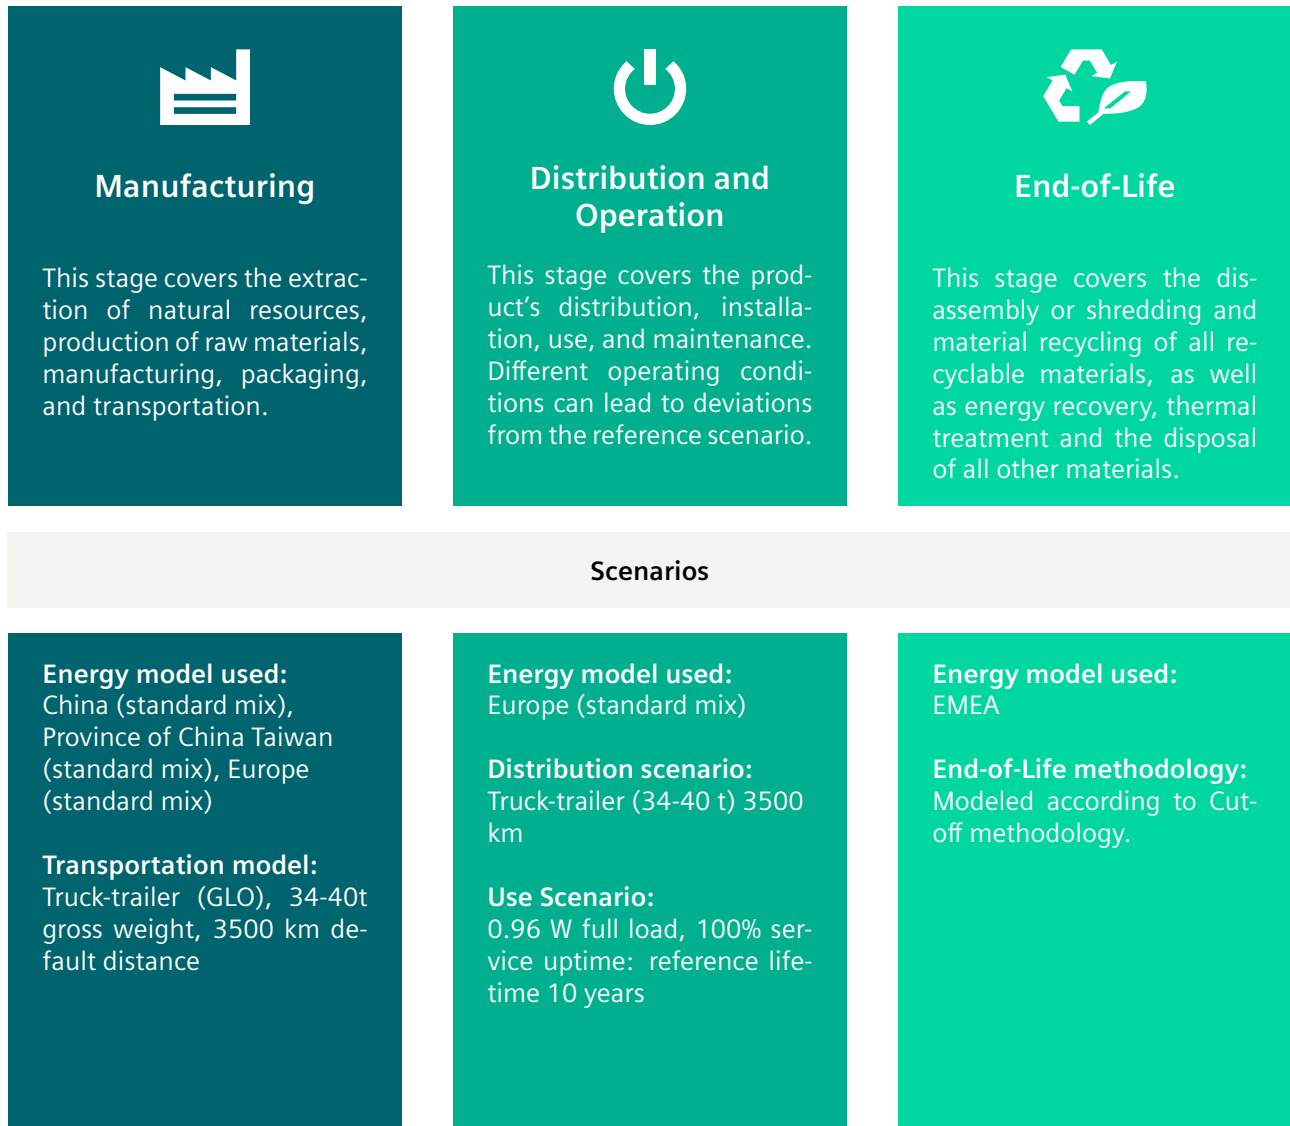 Manufacturing
This stage covers the extrac-
tion of natural resources,
production of raw materials,
manufacturing, packaging,
and transportation.
Distribution and
Operation
This stage covers the prod-
uct's distribution, installa-
tion, use, and maintenance.
Different operating condi-
tions can lead to deviations
from the reference scenario.
End-of-Life
This stage covers the dis-
assembly or shredding and
material recycling of all re-
cyclable materials, as well
as energy recovery, thermal
treatment and the disposal
of all other materials.
Scenarios
Energy model used:
China (standard mix),
Province of China Taiwan
(standard mix), Europe
(standard mix)
Transportation model:
Truck-trailer (GLO), 34-40t
gross weight, 3500 km de-
fault distance
Energy model used:
Europe (standard mix)
Distribution scenario:
Truck-trailer (34-40 t) 3500
km
Use Scenario:
0.96 W full load, 100% ser-
vice uptime: reference life-
time 10 years
Energy model used:
EMEA
End-of-Life methodology:
Modeled according to Cut-
off methodology.